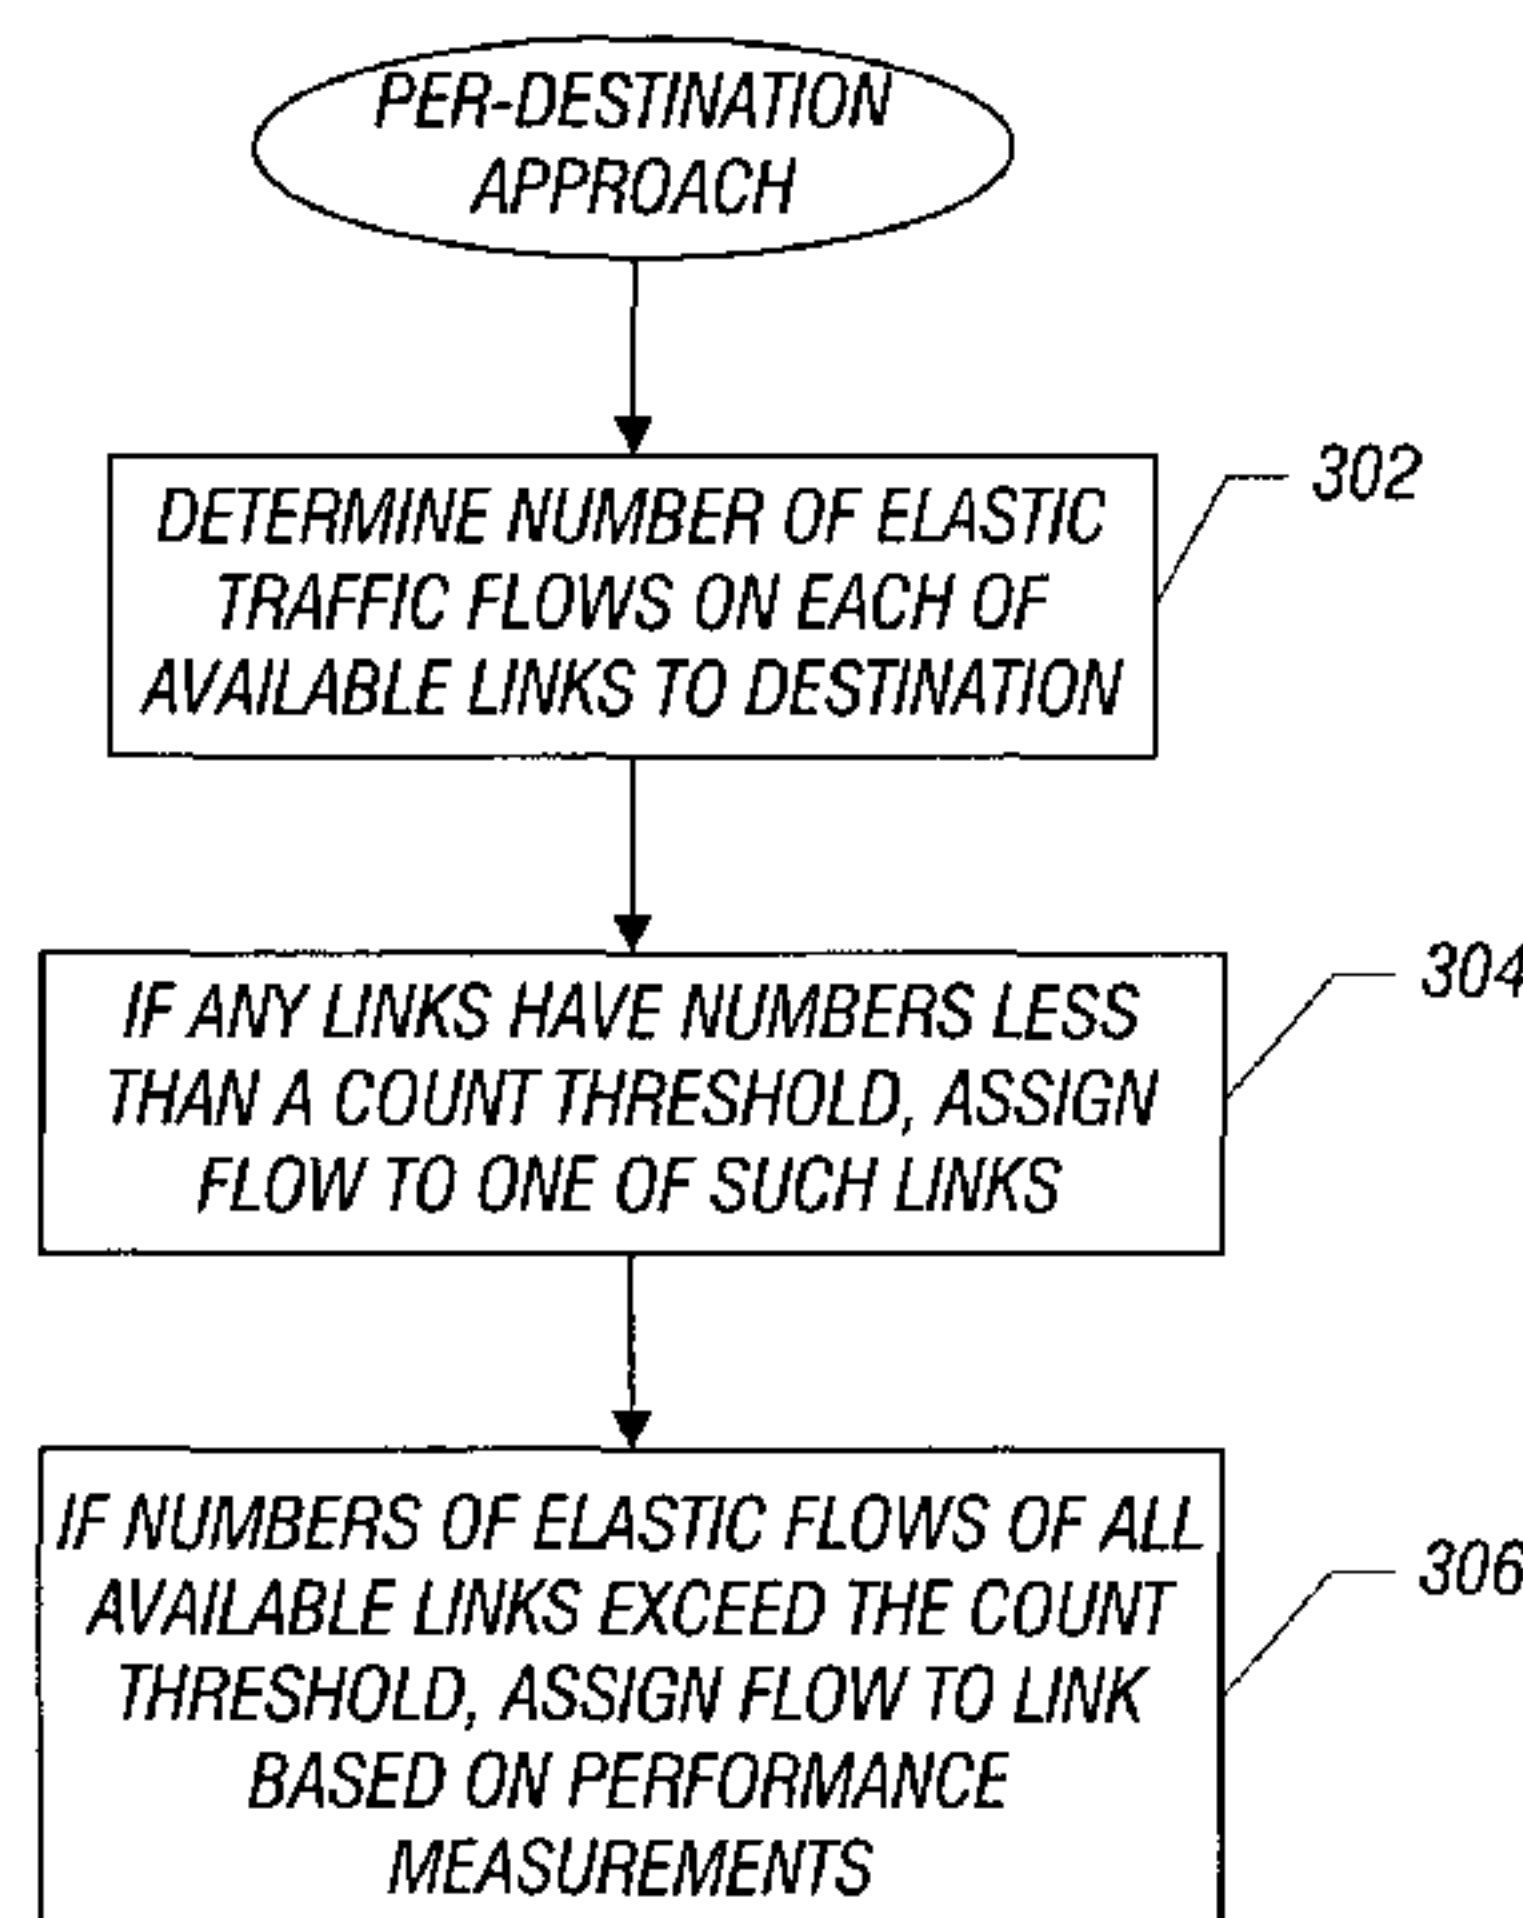 PER-DESTINATION
APPROACH
DETERMINE NUMBER OF ELASTIC
TRAFFIC FLOWS ON EACH OF
AVAILABLE LINKS TO DESTINATION
302
IF ANY LINKS HAVE NUMBERS LESS
THAN A COUNT THRESHOLD, ASSIGN
FLOW TO ONE OF SUCH LINKS
304
IF NUMBERS OF ELASTIC FLOWS OF ALL
AVAILABLE LINKS EXCEED THE COUNT
THRESHOLD, ASSIGN FLOW TO LINK
BASED ON PERFORMANCE
MEASUREMENTS
306